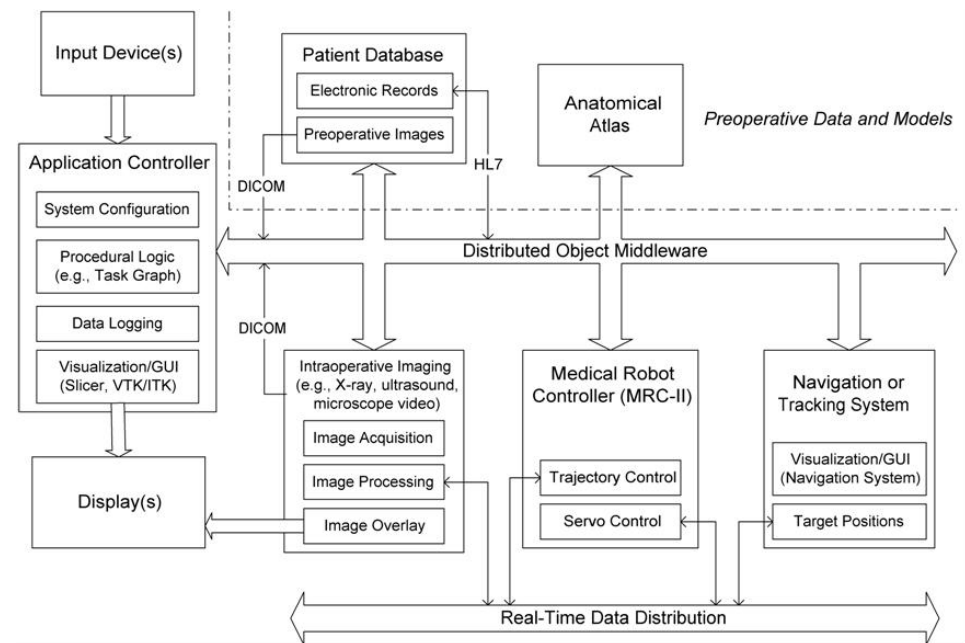 Input Device(s)
Application Controller
System Configuration
Procedural Logic
(e.g., Task Graph)
Data Logging
Visualization/GUI
(Slicer, VTK/ITK)
Display(s)
Patient Database
Electronic Records
Preoperative Images
DICOM
HL7
Anatomical
Atlas
Preoperative Data and Models
Distributed Object Middleware
DICOM
Intraoperative Imaging
(e.g., X-ray, ultrasound,
microscope video)
Image Acquisition
Image Processing
Image Overlay
Medical Robot
Controller (MRC-II)
Trajectory Control
Servo Control
Navigation or
Tracking System
Visualization/GUI
(Navigation System)
Target Positions
Real-Time Data Distribution